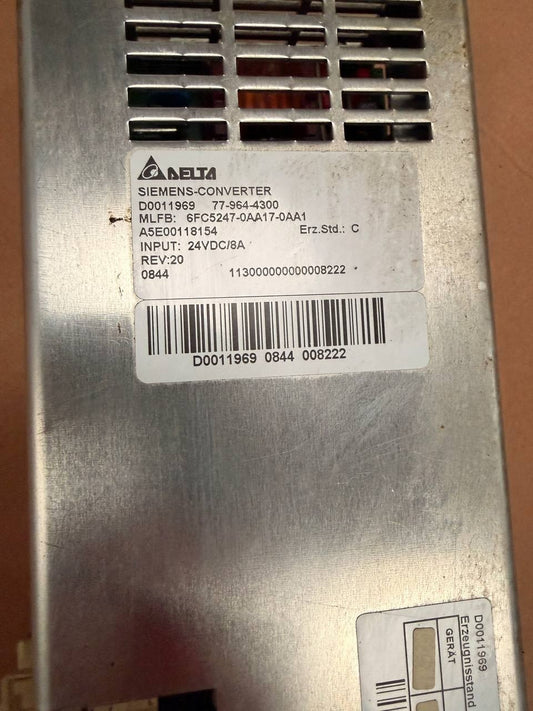 DELTA
SIEMENS-CONVERTER
D0011969 77-964-4300
MLFB: 6FC5247-0AA17-0AA1
A5E00118154 Erz.Std.: C
INPUT: 24VDC/8A
REV:20
0844 113000000000008222
D0011969 0844 008222
D0011969
Erzeugnisstand
GERÄT